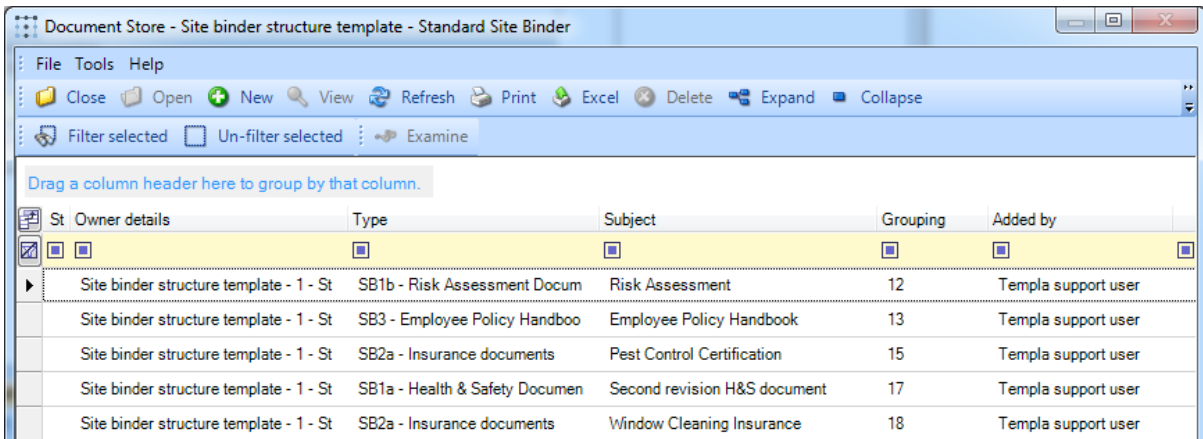 Document Store - Site binder structure template - Standard Site Binder
File Tools Help
Close Open New View Refresh Print Excel Delete Expand Collapse
Filter selected Un-filter selected Examine
Drag a column header here to group by that column.
St Owner details Type Subject Grouping Added by
Site binder structure template - 1 - St SB1b - Risk Assessment Docum Risk Assessment 12 Templa support user
Site binder structure template - 1 - St SB3 - Employee Policy Handboo Employee Policy Handbook 13 Templa support user
Site binder structure template - 1 - St SB2a - Insurance documents Pest Control Certification 15 Templa support user
Site binder structure template - 1 - St SB1a - Health & Safety Documen Second revision H&S document 17 Templa support user
Site binder structure template - 1 - St SB2a - Insurance documents Window Cleaning Insurance 18 Templa support user